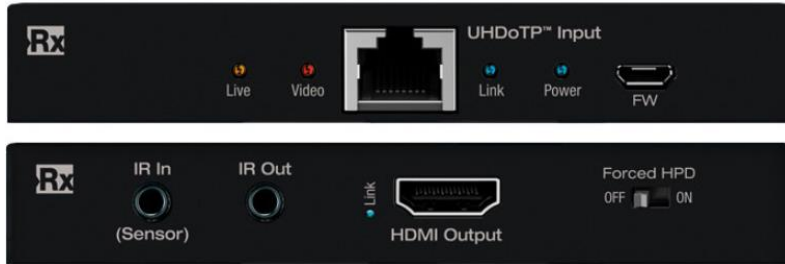 Rx
UHDoTP™ Input
Live
Video
Link
Power
FW
Rx
IR In
IR Out
Link
Forced HPD
OFF
ON
(Sensor)
HDMI Output